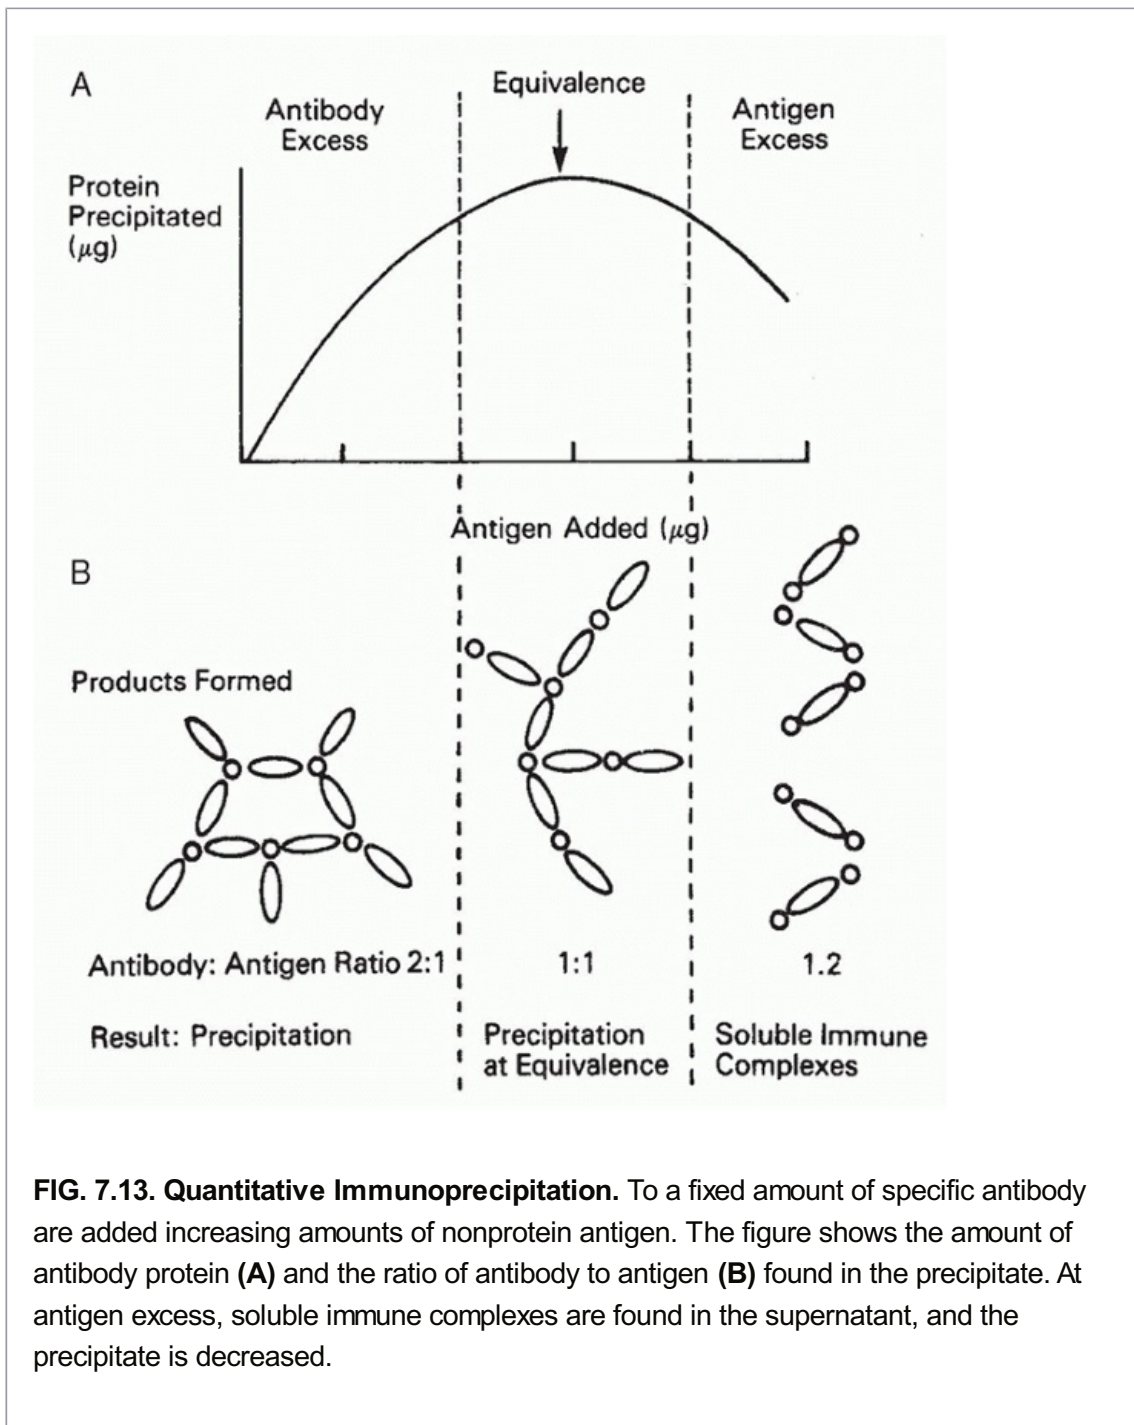 A
Equivalence
Antibody
Excess
Antigen
Excess
Protein
Precipitated
(μg)
Antigen Added (μg)
B
Products Formed
Antibody: Antigen Ratio 2:1
1:1
1.2
Result: Precipitation
Precipitation
at Equivalence
Soluble Immune
Complexes
FIG. 7.13. Quantitative Immunoprecipitation. To a fixed amount of specific antibody
are added increasing amounts of nonprotein antigen. The figure shows the amount of
antibody protein (A) and the ratio of antibody to antigen (B) found in the precipitate. At
antigen excess, soluble immune complexes are found in the supernatant, and the
precipitate is decreased.